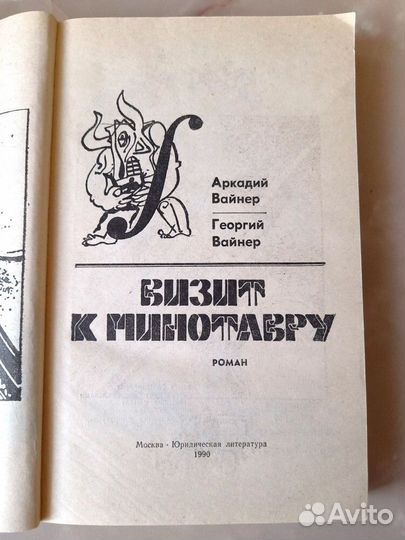 Аркадий
Вайнер
Георгий
Вайнер
ВИЗИТ
К МИНОТАВРУ
РОМАН
Москва · Юридическая литература
1990
Avito